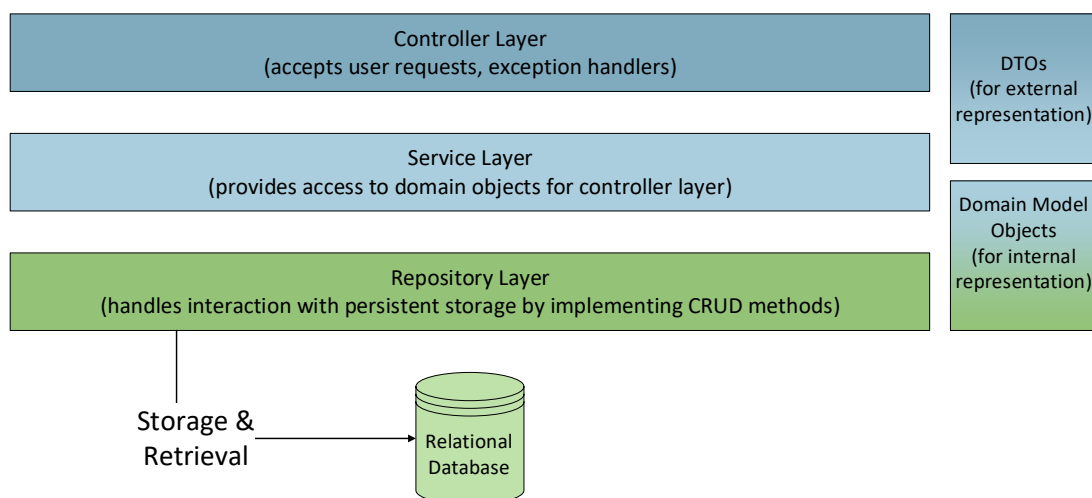 Controller Layer
(accepts user requests, exception handlers)
DTOs
(for external
representation)
Service Layer
(provides access to domain objects for controller layer)
Domain Model
Objects
(for internal
representation)
Repository Layer
(handles interaction with persistent storage by implementing CRUD methods)
Storage &
Retrieval
Relational
Database